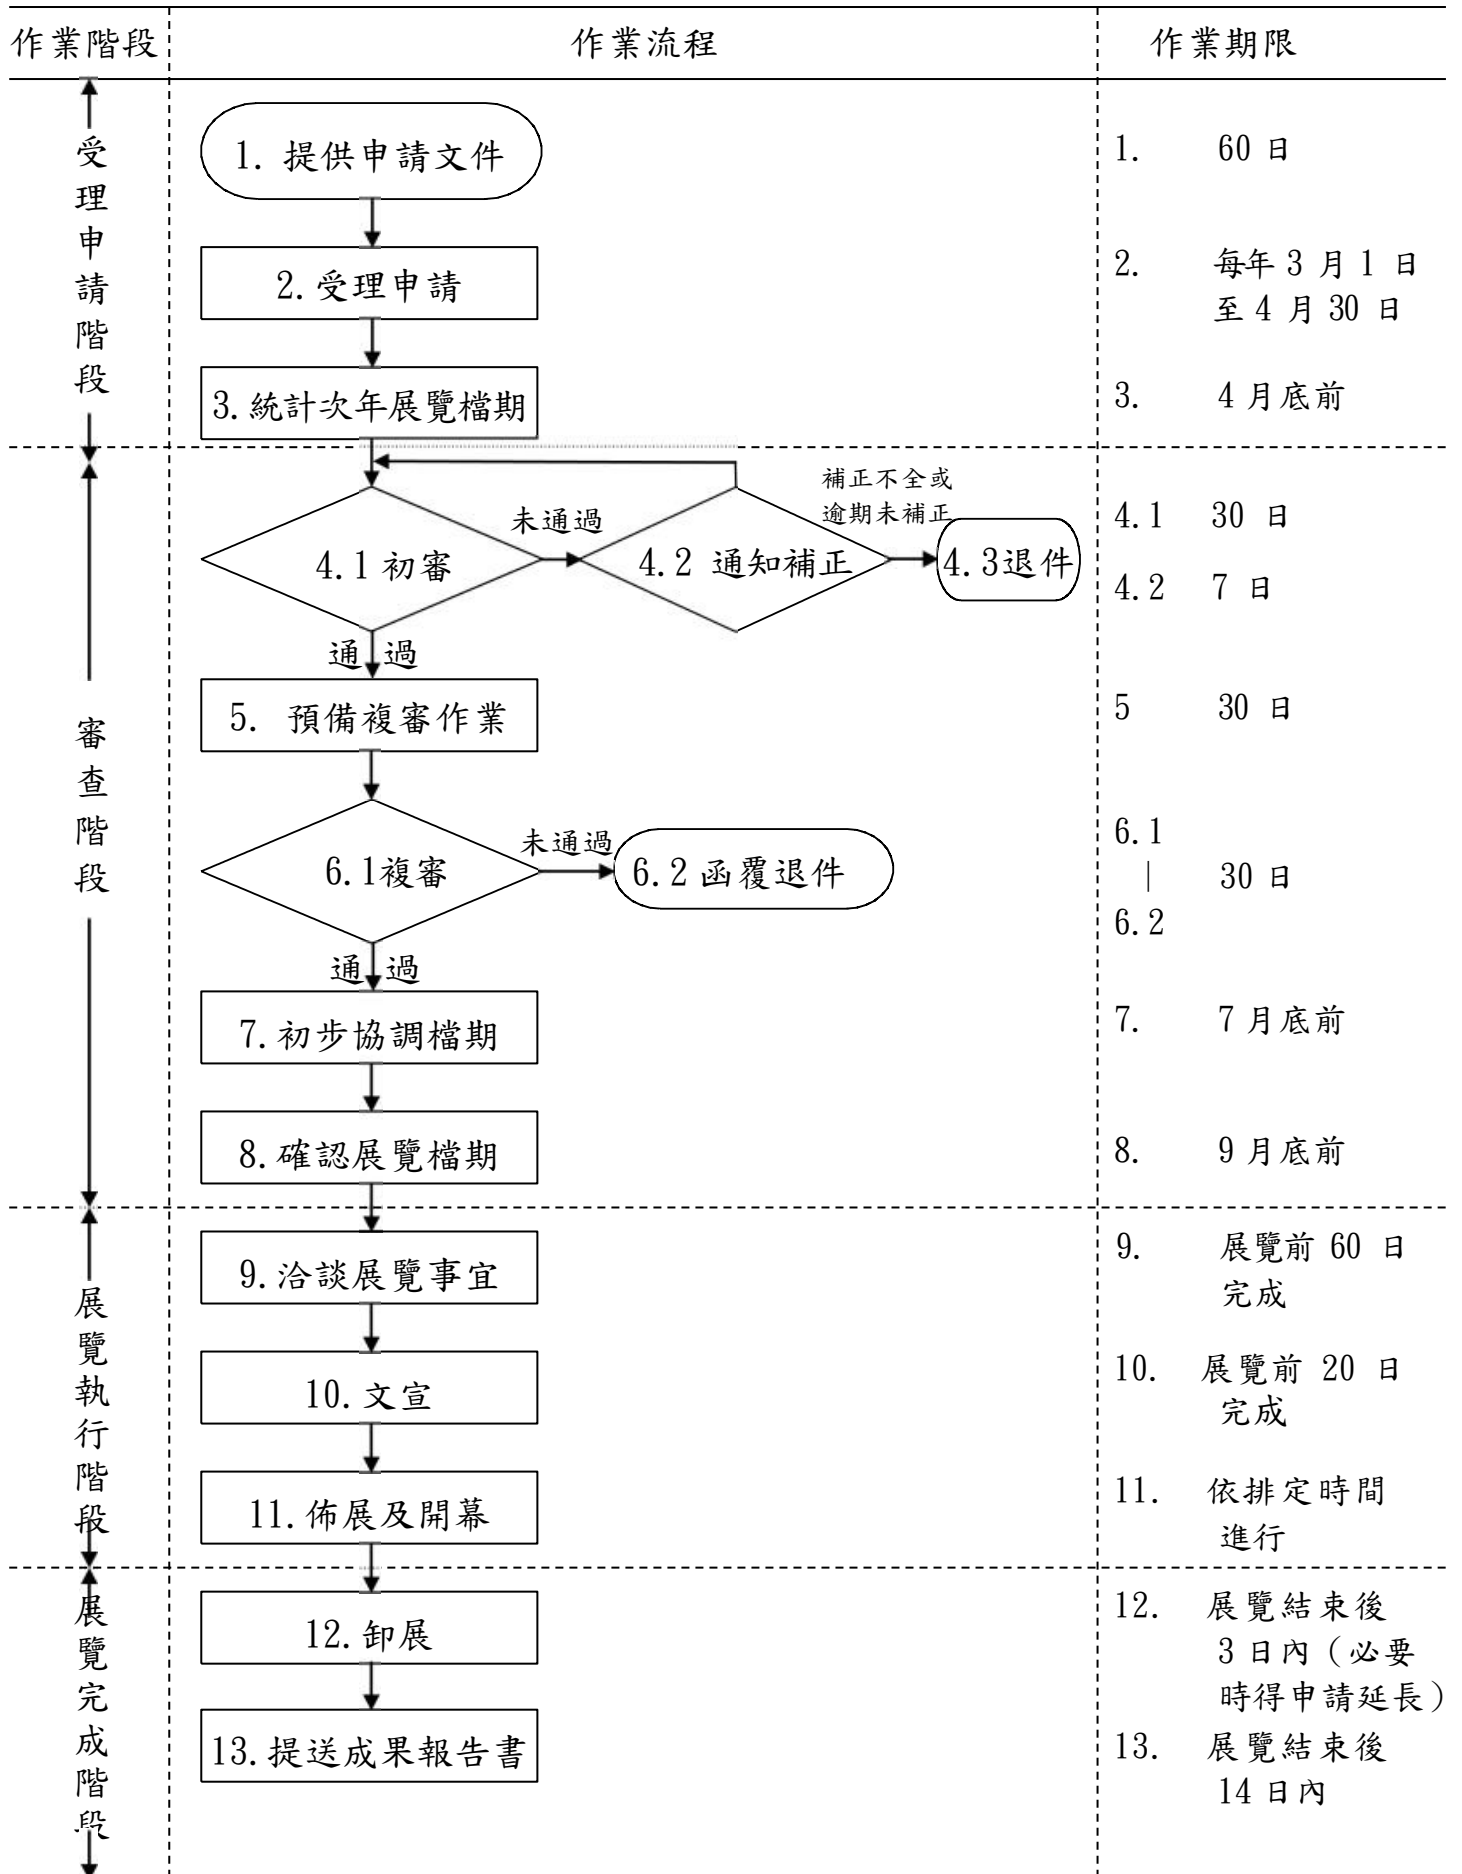 作業階段
作業流程
作業期限
受理申請階段
1. 提供申請文件
1. 60 日
2.受理申請
2. 每年 3 月 1 日
至 4 月 30 日
3.統計次年展覽檔期
3. 4 月底前
審查階段
補正不全或
逾期未補正
未通過
4.1 初審
4.2 通知補正
4.3退件
4.1 30 日
4.2 7 日
通過
5. 預備複審作業
5 30 日
未通過
6.1複審
6.2 函覆退件
6.1
|
30 日
6.2
通過
7.初步協調檔期
7. 7 月底前
8.確認展覽檔期
8. 9 月底前
展覽執行階段
9.洽談展覽事宜
9. 展覽前 60 日
完成
10.文宣
10. 展覽前 20 日
完成
11.佈展及開幕
11. 依排定時間
進行
展覽完成階段
12.卸展
12. 展覽結束後
3 日內（必要
時得申請延長）
13.提送成果報告書
13. 展覽結束後
14 日內